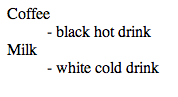 Coffee
- black hot drink
Milk
- white cold drink